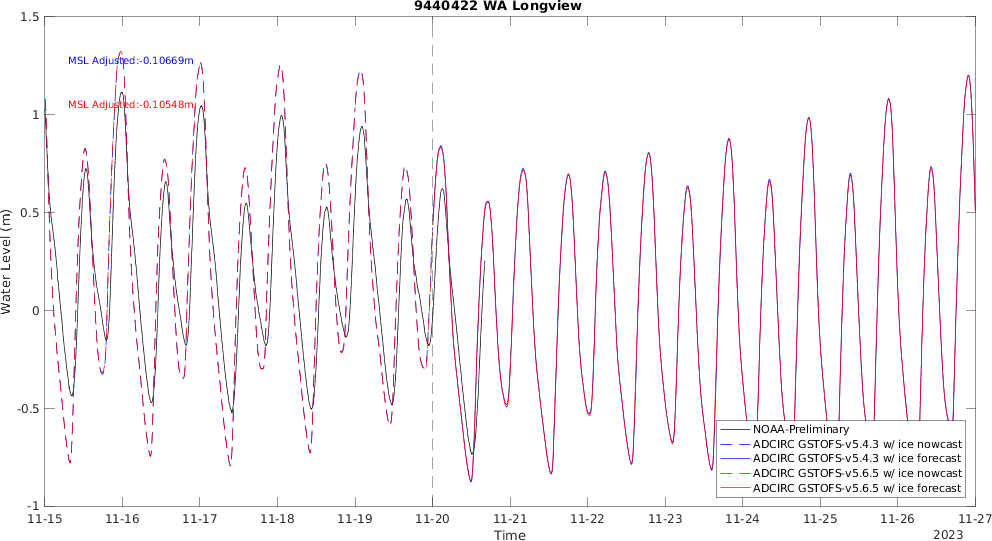 9440422 WA Longview
MSL Adjusted:-0.10669m
MSL Adjusted:-0.10548m
Water Level (m)
1.5
1
0.5
0
-0.5
-1
NOAA-Preliminary
ADCIRC GSTOFS-v5.4.3 w/ ice nowcast
ADCIRC GSTOFS-v5.4.3 w/ ice forecast
ADCIRC GSTOFS-v5.6.5 w/ ice nowcast
ADCIRC GSTOFS-v5.6.5 w/ ice forecast
11-15 11-16 11-17 11-18 11-19 11-20 11-21 11-22 11-23 11-24 11-25 11-26 11-27
Time
2023